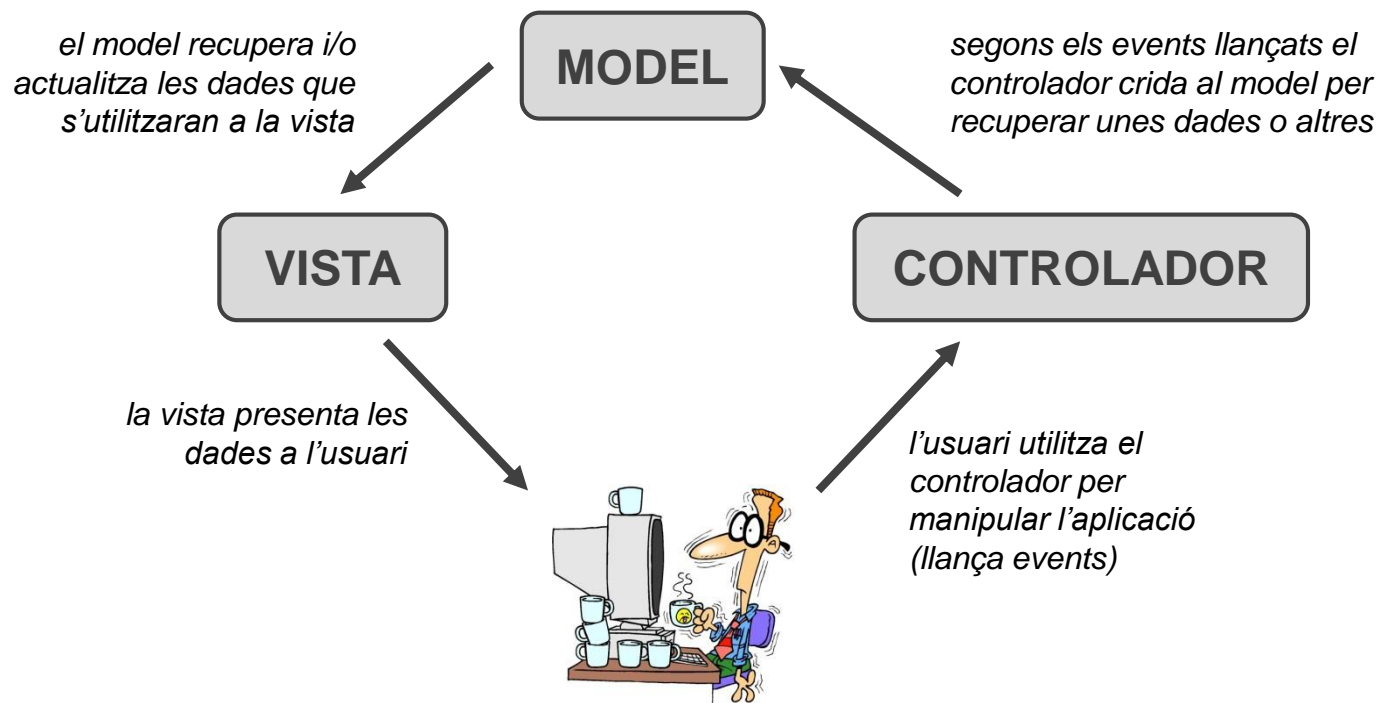 el model recupera i/o
actualitza les dades que
s’utilitzaran a la vista
MODEL
segons els events llançats el
controlador crida al model per
recuperar unes dades o altres
VISTA
CONTROLADOR
la vista presenta les
dades a l’usuari
l’usuari utilitza el
controlador per
manipular l’aplicació
(llança events)